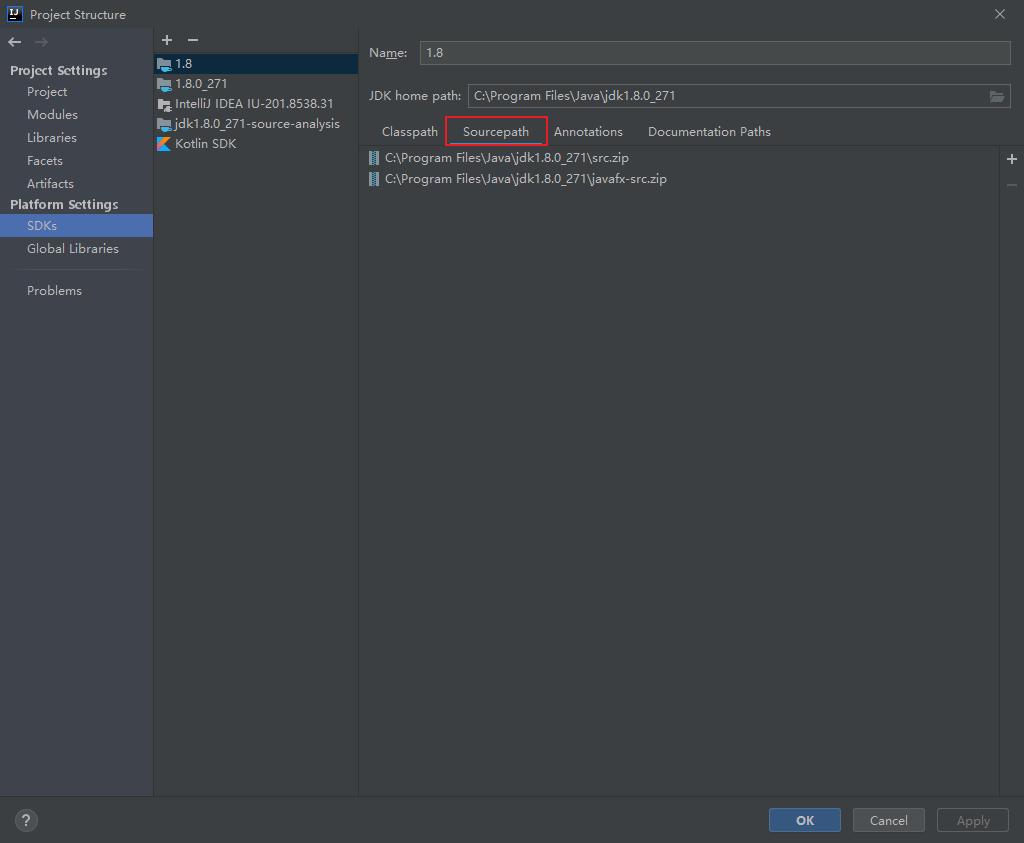 IJ Project Structure
Project Settings
Project
Modules
Libraries
Facets
Artifacts
Platform Settings
SDKs
Global Libraries
Problems
1.8
1.8.0_271
IntelliJ IDEA IU-201.8538.31
jdk1.8.0_271-source-analysis
Kotlin SDK
Name: 1.8
JDK home path: C:\Program Files\Java\jdk1.8.0_271
Classpath Sourcepath Annotations Documentation Paths
C:\Program Files\Java\jdk1.8.0_271\src.zip
C:\Program Files\Java\jdk1.8.0_271\javafx-src.zip
? OK Cancel Apply